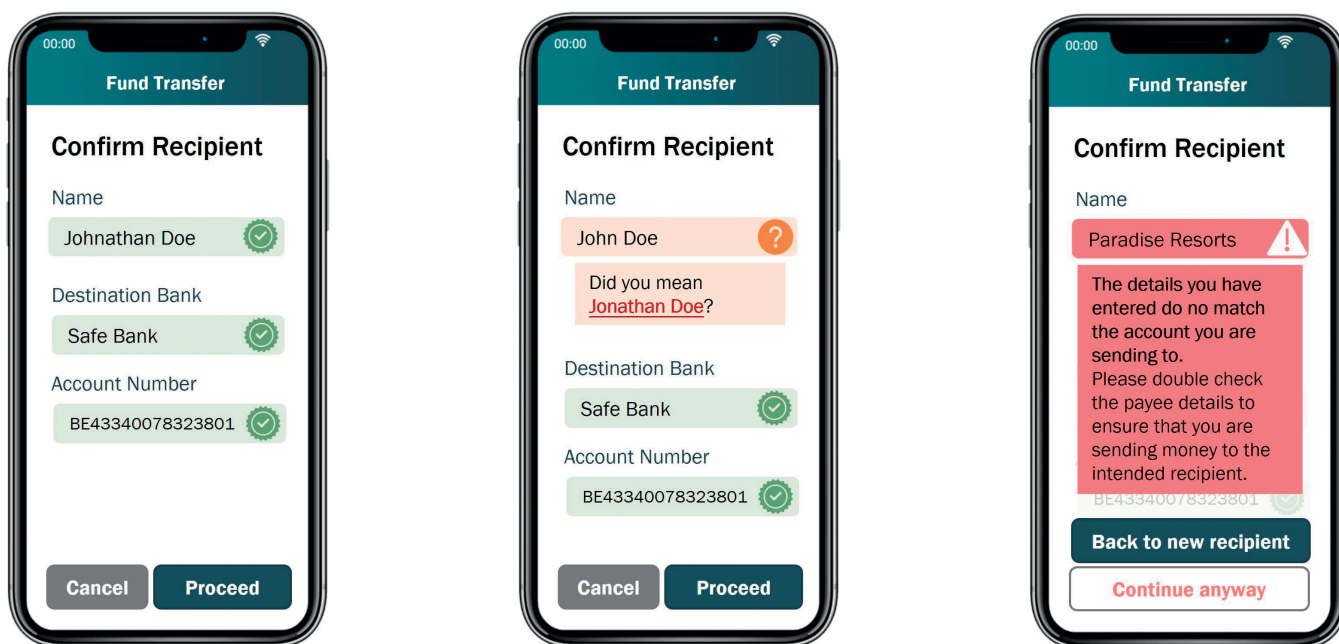 00:00
Fund Transfer
Confirm Recipient
Name
Johnathan Doe
Destination Bank
Safe Bank
Account Number
BE43340078323801
Cancel
Proceed
00:00
Fund Transfer
Confirm Recipient
Name
John Doe
?
Did you mean
Jonathan Doe?
Destination Bank
Safe Bank
Account Number
BE43340078323801
Cancel
Proceed
00:00
Fund Transfer
Confirm Recipient
Name
Paradise Resorts
!
The details you have
entered do no match
the account you are
sending to.
Please double check
the payee details to
ensure that you are
sending money to the
intended recipient.
BE43340078323801
Back to new recipient
Continue anyway